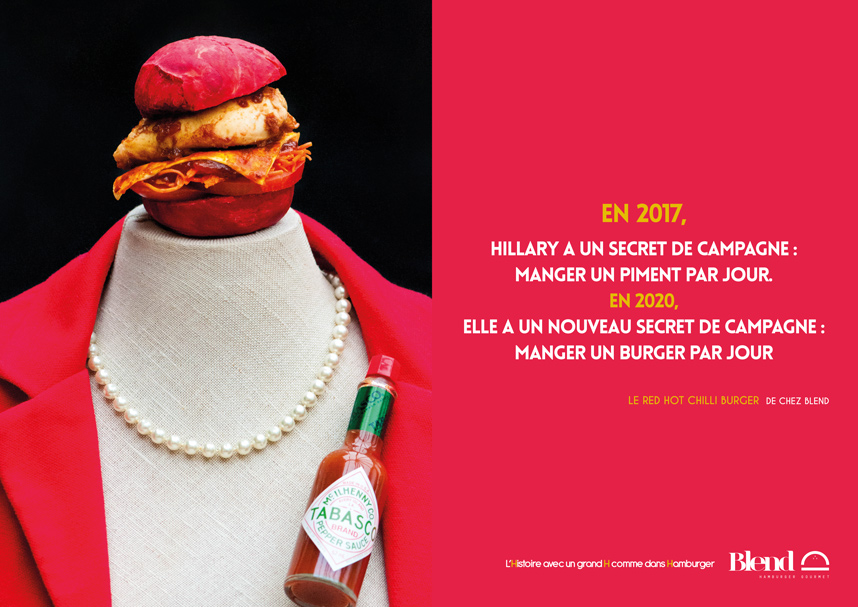 EN 2017,
HILLARY A UN SECRET DE CAMPAGNE :
MANGER UN PIMENT PAR JOUR.
EN 2020,
ELLE A UN NOUVEAU SECRET DE CAMPAGNE :
MANGER UN BURGER PAR JOUR
LE RED HOT CHILLI BURGER DE CHEZ BLEND
McILHENNY CO
TABASCO
BRAND
PEPPER SAUCE
L'Histoire avec un grand H comme dans Hamburger
Blend
HAMBURGER GOURMET